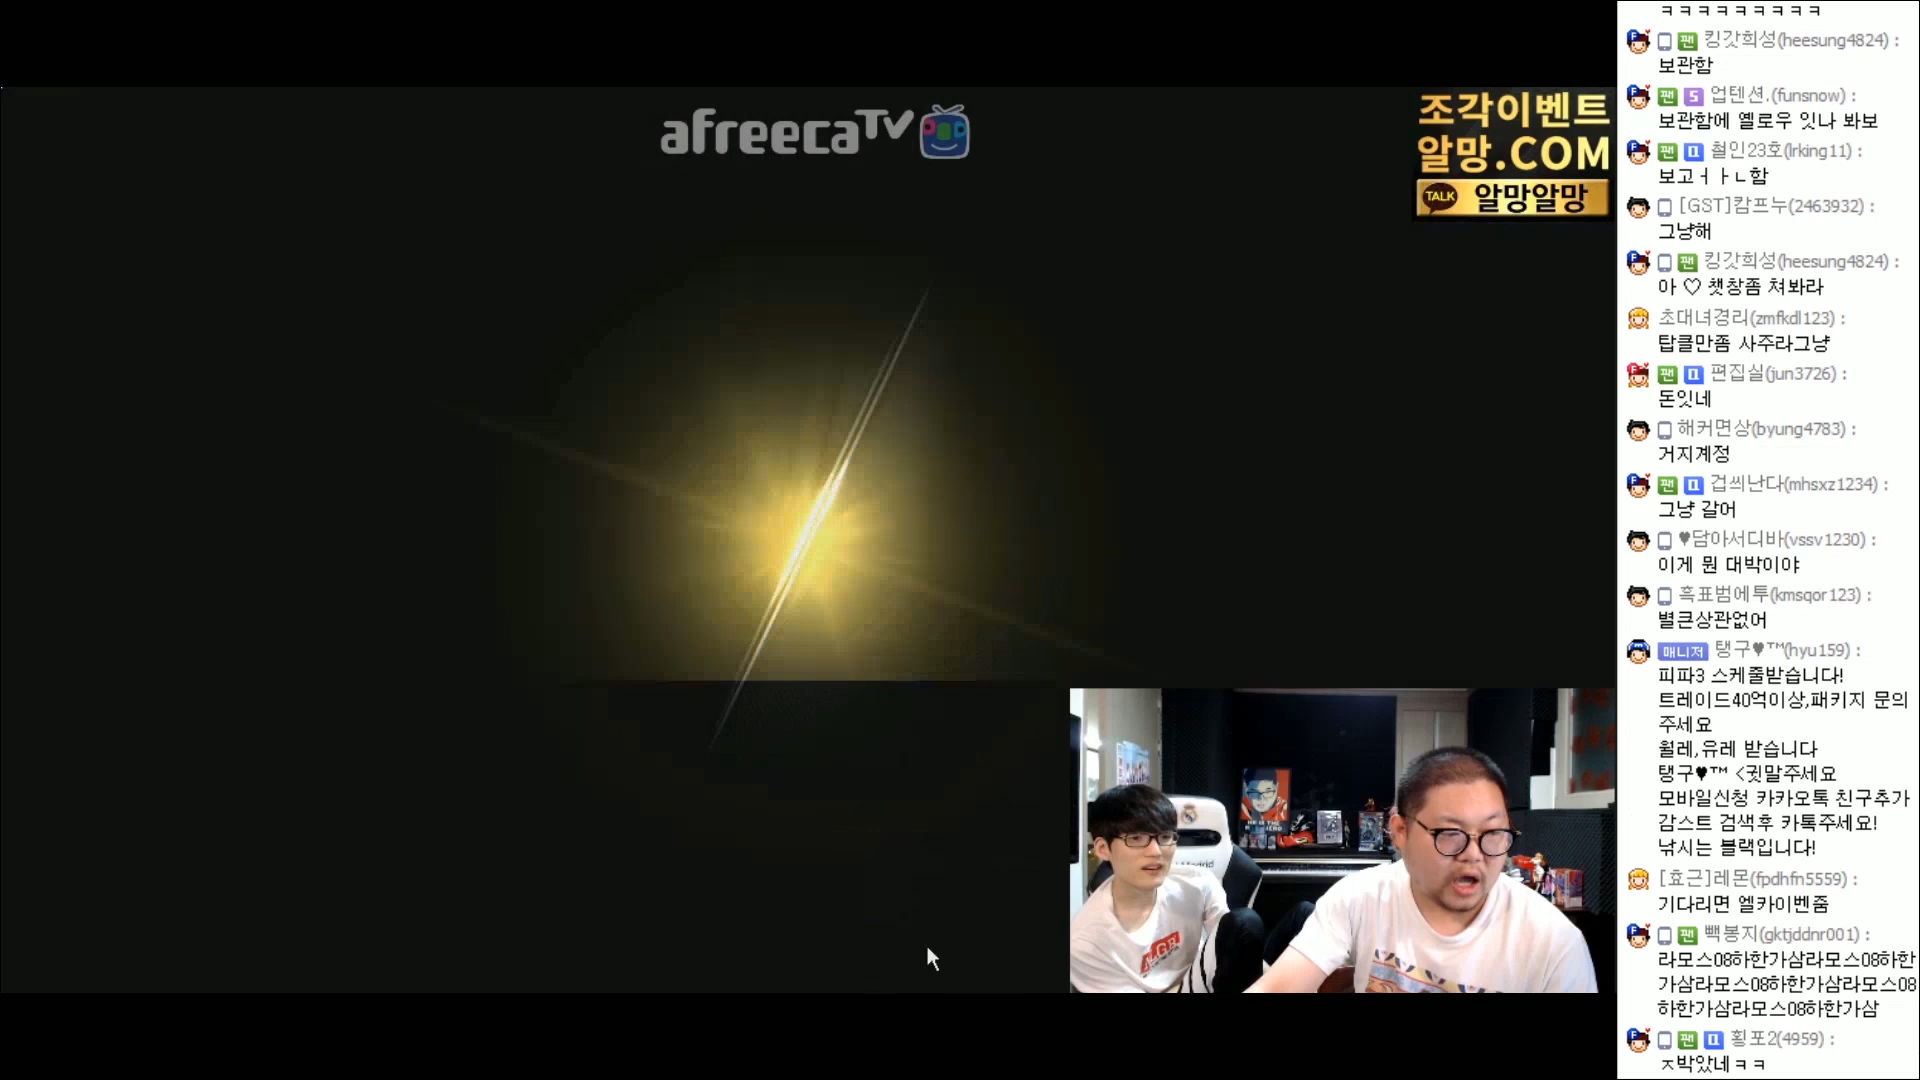 afreecaTV
조각이벤트
알망.COM
TALK 알망알망
ㅋㅋㅋㅋㅋㅋㅋㅋㅋ
팬 킹갓희성(heesung4824) :
보관함
팬 S 업텐션.(funsnow) :
보관함에 옐로우 잇나 봐보
팬 철인23호(lrking11) :
보고ㅓㅏㄴ함
[GST]캄프누(2463932) :
그냥해
팬 킹갓희성(heesung4824) :
아 ♡ 챗창좀 쳐봐라
초대녀경리(zmfkdl123) :
탑클만좀 사주라그냥
팬 편집실(jun3726) :
돈잇네
해커면상(byung4783) :
거지계정
팬 겁씌난다(mhsxz1234) :
그냥 갈어
♥담아서디바(vssv1230) :
이게 뭔 대박이야
흑표범에투(kmsqor123) :
별큰상관없어
매니저 탱구♥™(hyu159) :
피파3 스케줄받습니다!
트레이드40억이상,패키지 문의
주세요
월레,유레 받습니다
탱구♥™ <귓말주세요
모바일신청 카카오톡 친구추가
감스트 검색후 카톡주세요!
낚시는 블랙입니다!
[효근]레몬(fpdhfn5559) :
기다리면 엘카이벤줌
팬 빽봉지(gktjddnr001) :
라모스08하한가삼라모스08하한
가삼라모스08하한가삼라모스08
하한가삼라모스08하한가삼
팬 횡포2(4959) :
ㅈ박았네ㅋㅋ